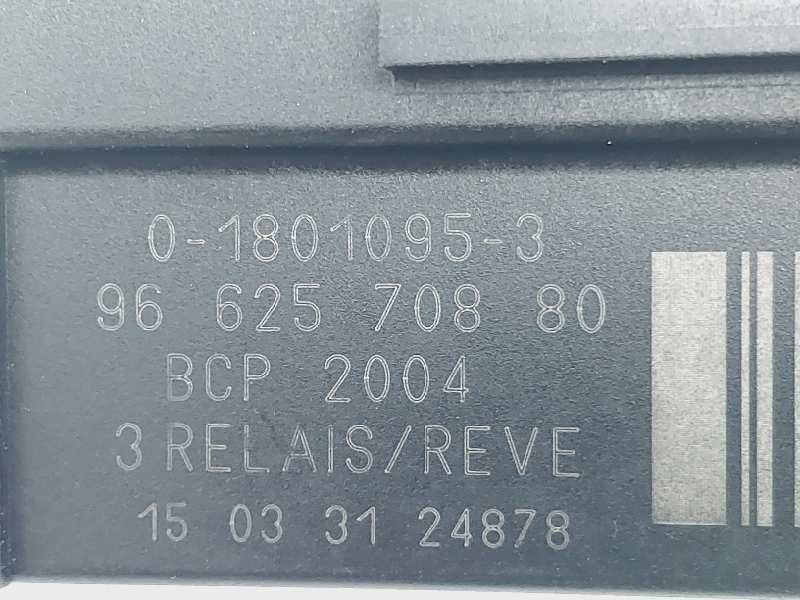 0-1801095-3
96 625 708 80
BCP 2004
3 RELAIS/REVE
15 03 31 24878